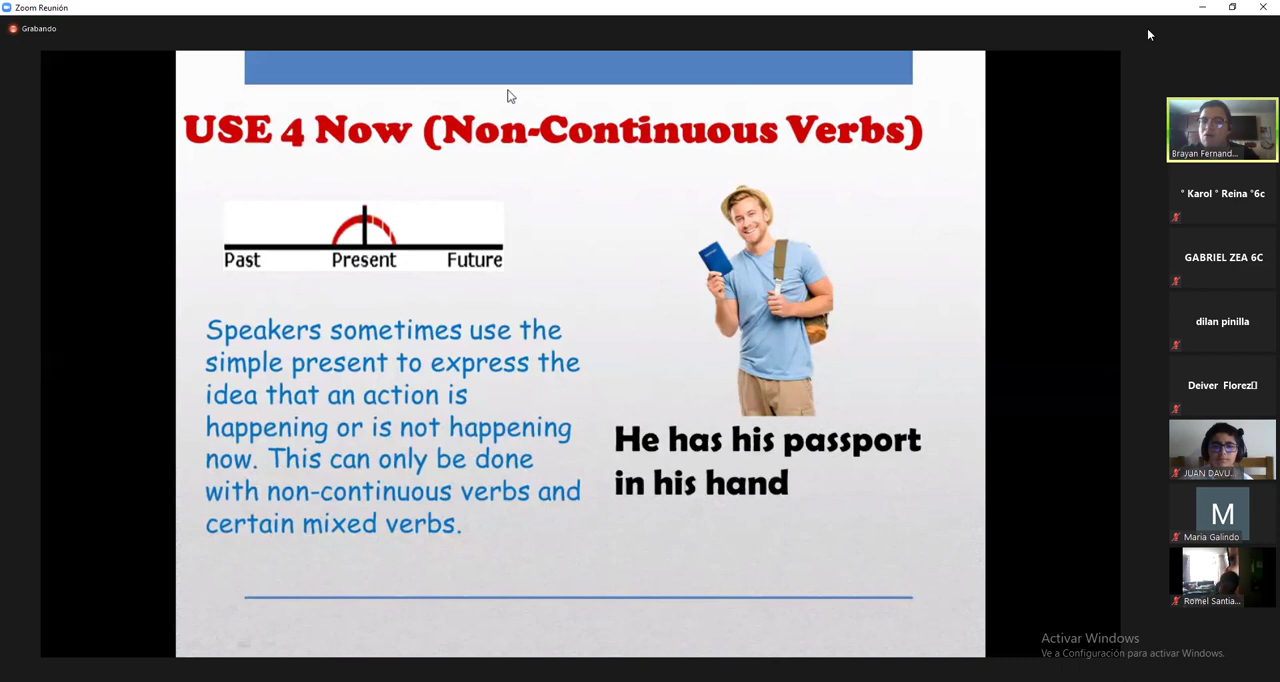 Zoom Reunión
Grabando
USE 4 Now (Non-Continuous Verbs)
Past Present Future
Speakers sometimes use the
simple present to express the
idea that an action is
happening or is not happening
now. This can only be done
with non-continuous verbs and
certain mixed verbs.
He has his passport
in his hand
Brayan Fernand...
° Karol ° Reina °6c
GABRIEL ZEA 6C
dilan pinilla
Deiver Florez
JUAN DAVU...
M
Maria Galindo
Romel Santia...
Activar Windows
Ve a Configuración para activar Windows.